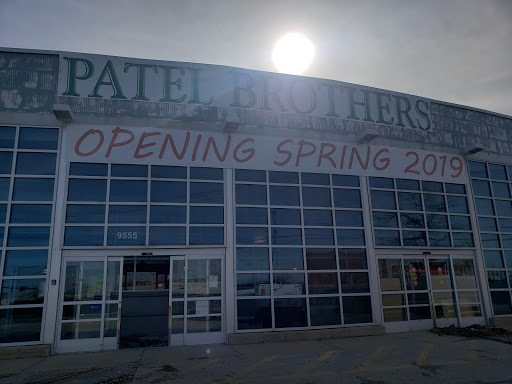 PATEL BROTHERS
OPENING SPRING 2019
9555